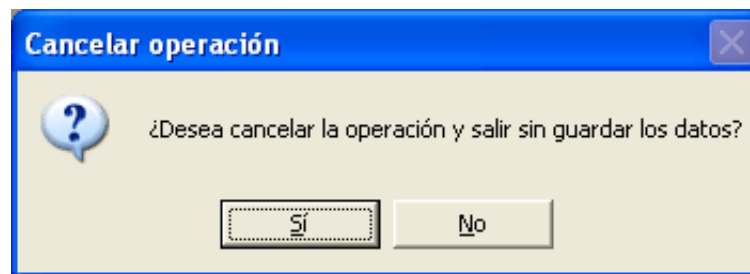 Cancelar operación
¿Desea cancelar la operación y salir sin guardar los datos?
Sí No